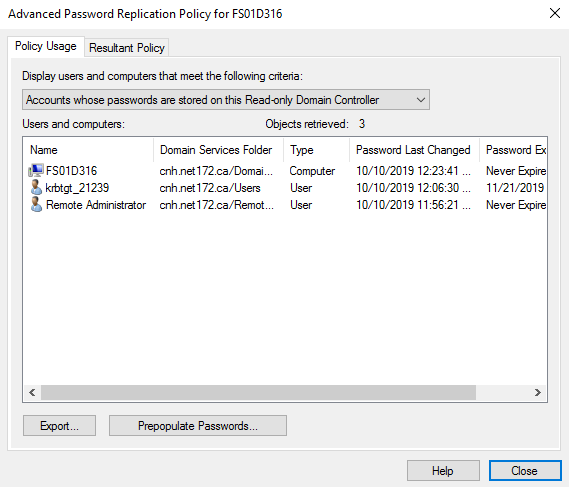 Advanced Password Replication Policy for FS01D316
Policy Usage Resultant Policy
Display users and computers that meet the following criteria:
Accounts whose passwords are stored on this Read-only Domain Controller
Users and computers: Objects retrieved: 3
Name Domain Services Folder Type Password Last Changed Password Ex
FS01D316 cnh.net172.ca/Domai... Computer 10/10/2019 12:23:41 ... Never Expire
krbtgt_21239 cnh.net172.ca/Users User 10/10/2019 12:06:30 ... 11/21/2019
Remote Administrator cnh.net172.ca/Remot... User 10/10/2019 11:56:21 ... Never Expire
Export... Prepopulate Passwords...
Help Close